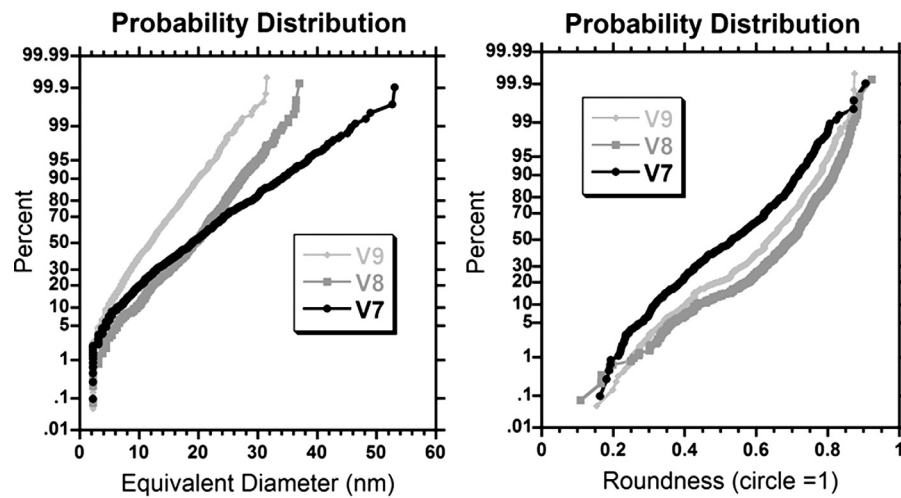 Probability Distribution
99.99
99.9
99
95
90
80
70
50
30
20
10
5
1
.1
.01
Percent
V9
V8
V7
0 10 20 30 40 50 60
Equivalent Diameter (nm)
Probability Distribution
99.99
99.9
99
95
90
80
70
50
30
20
10
5
1
.1
.01
Percent
V9
V8
V7
0 0.2 0.4 0.6 0.8 1
Roundness (circle =1)